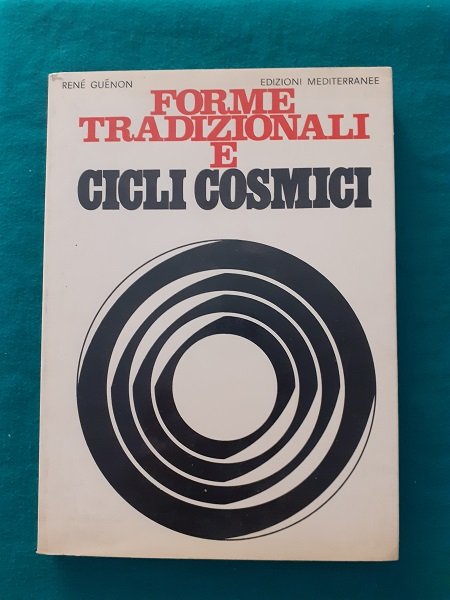 RENÉ GUÉNON EDIZIONI MEDITERRANEE
FORME
TRADIZIONALI
E
CICLI COSMICI